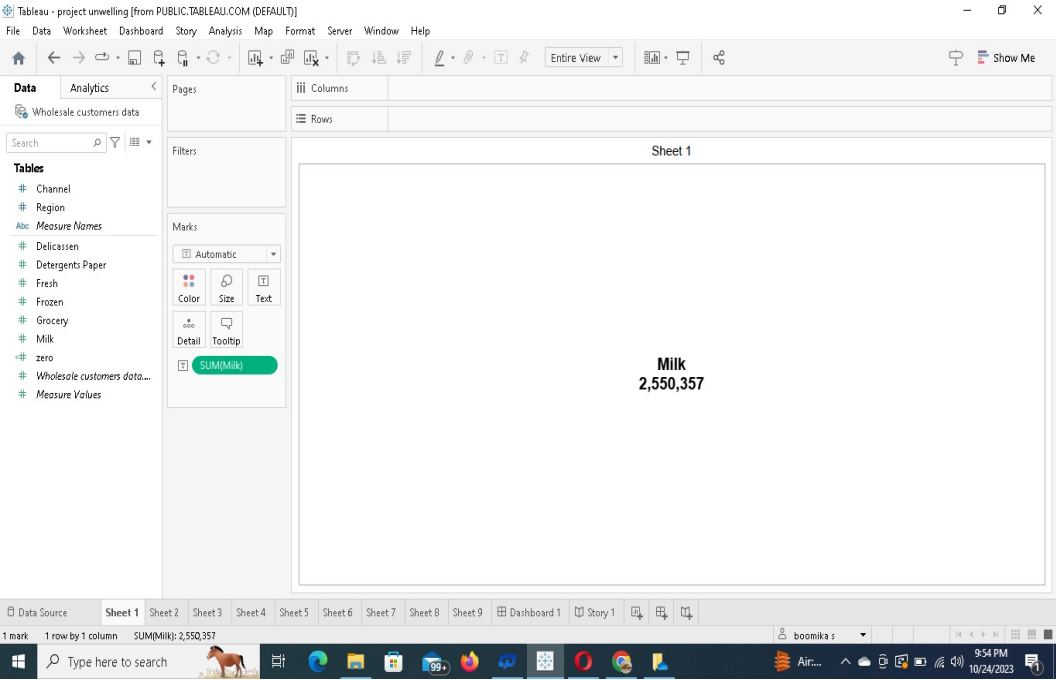 Tableau - project unwelling [from PUBLIC.TABLEAU.COM (DEFAULT)]
File Data Worksheet Dashboard Story Analysis Map Format Server Window Help
Entire View
Show Me
Data Analytics
Wholesale customers data
Search
Tables
# Channel
# Region
Abc Measure Names
# Delicassen
# Detergents Paper
# Fresh
# Frozen
# Grocery
# Milk
=# zero
# Wholesale customers data....
# Measure Values
Pages
Filters
Marks
T Automatic
Color Size Text
Detail Tooltip
SUM(Milk)
Columns
Rows
Sheet 1
Milk
2,550,357
Data Source Sheet 1 Sheet 2 Sheet 3 Sheet 4 Sheet 5 Sheet 6 Sheet 7 Sheet 8 Sheet 9 Dashboard 1 Story 1
1 mark 1 row by 1 column SUM(Milk): 2,550,357 boomika s
Type here to search 99+ Air... 9:54 PM
10/24/2023 1